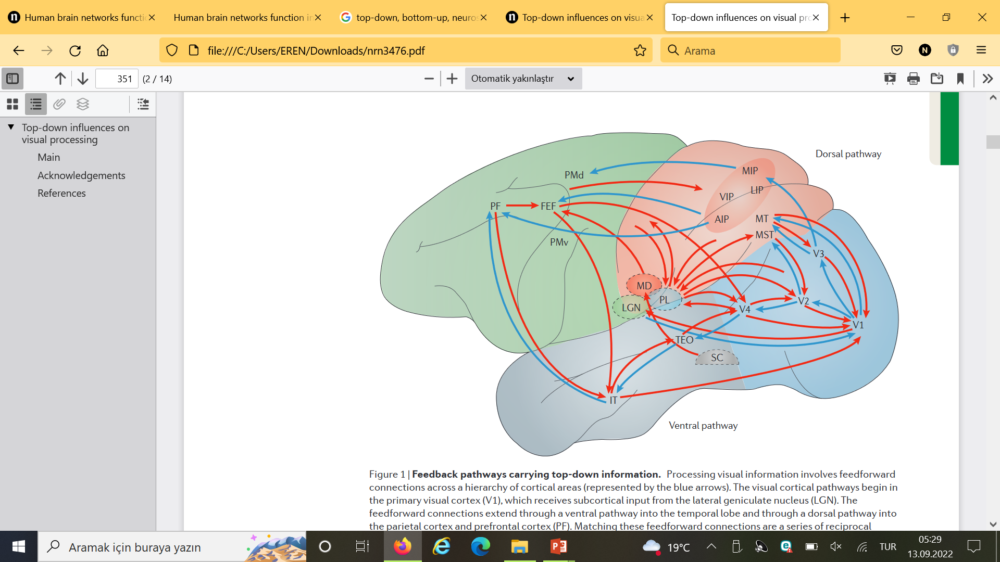 Human brain networks functi
Human brain networks function in
top-down, bottom-up, neuros
Top-down influences on visua
Top-down influences on visual pro
file:///C:/Users/EREN/Downloads/nrn3476.pdf
Arama
351
(2 / 14)
Otomatik yakınlaştır
Top-down influences on
visual processing
Main
Acknowledgements
References
Dorsal pathway
PMd
MIP
LIP
VIP
PF
FEF
AIP
MT
MST
PMv
V3
MD
PL
LGN
V2
V4
V1
TEO
SC
IT
Ventral pathway
Figure 1 | Feedback pathways carrying top-down information. Processing visual information involves feedforward
connections across a hierarchy of cortical areas (represented by the blue arrows). The visual cortical pathways begin in
the primary visual cortex (V1), which receives subcortical input from the lateral geniculate nucleus (LGN). The
feedforward connections extend through a ventral pathway into the temporal lobe and through a dorsal pathway into
the parietal cortex and prefrontal cortex (PF). Matching these feedforward connections are a series of reciprocal
Aramak için buraya yazın
19°C
TUR
05:29
13.09.2022